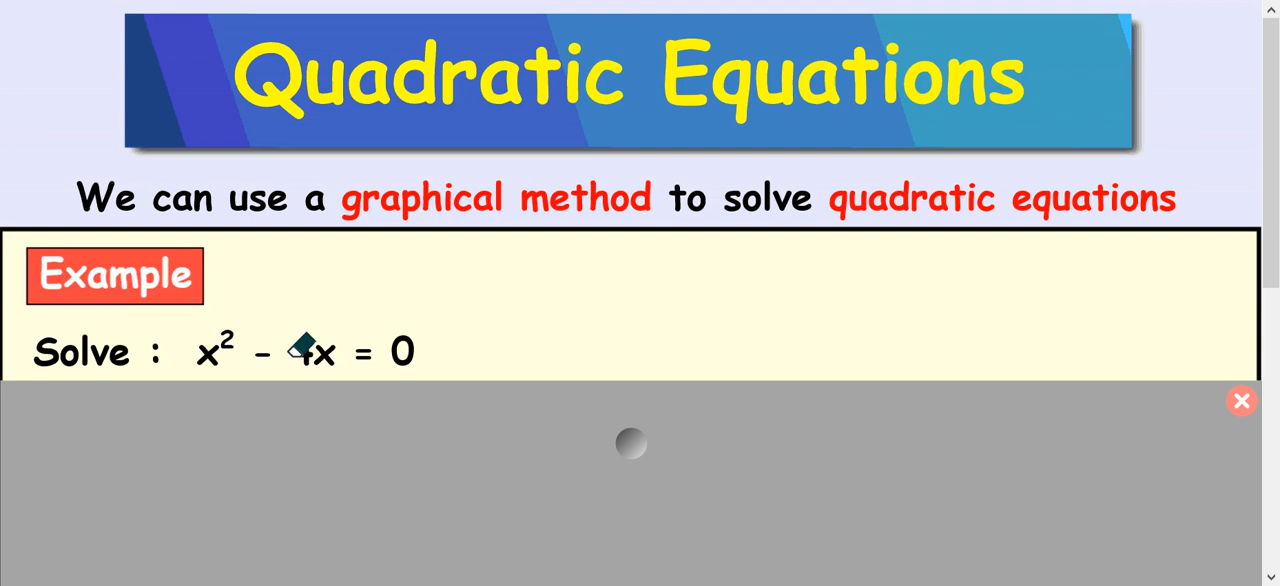 Quadratic Equations
We can use a graphical method to solve quadratic equations
Example
Solve : x² - 4x = 0